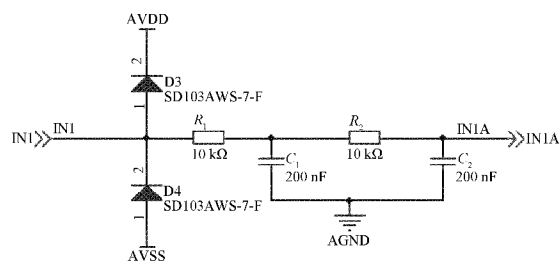 AVDD
2
D3
SD103AWS-7-F
1
IN1
IN1
R1
10 kΩ
R2
10 kΩ
IN1A
IN1A
C1
200 nF
C2
200 nF
2
D4
SD103AWS-7-F
1
AGND
AVSS